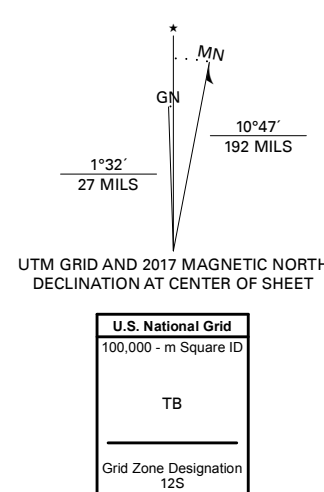 ★
MN
GN
10°47´
192 MILS
1°32´
27 MILS
UTM GRID AND 2017 MAGNETIC NORTH
DECLINATION AT CENTER OF SHEET
U.S. National Grid
100,000 - m Square ID
TB
Grid Zone Designation
12S